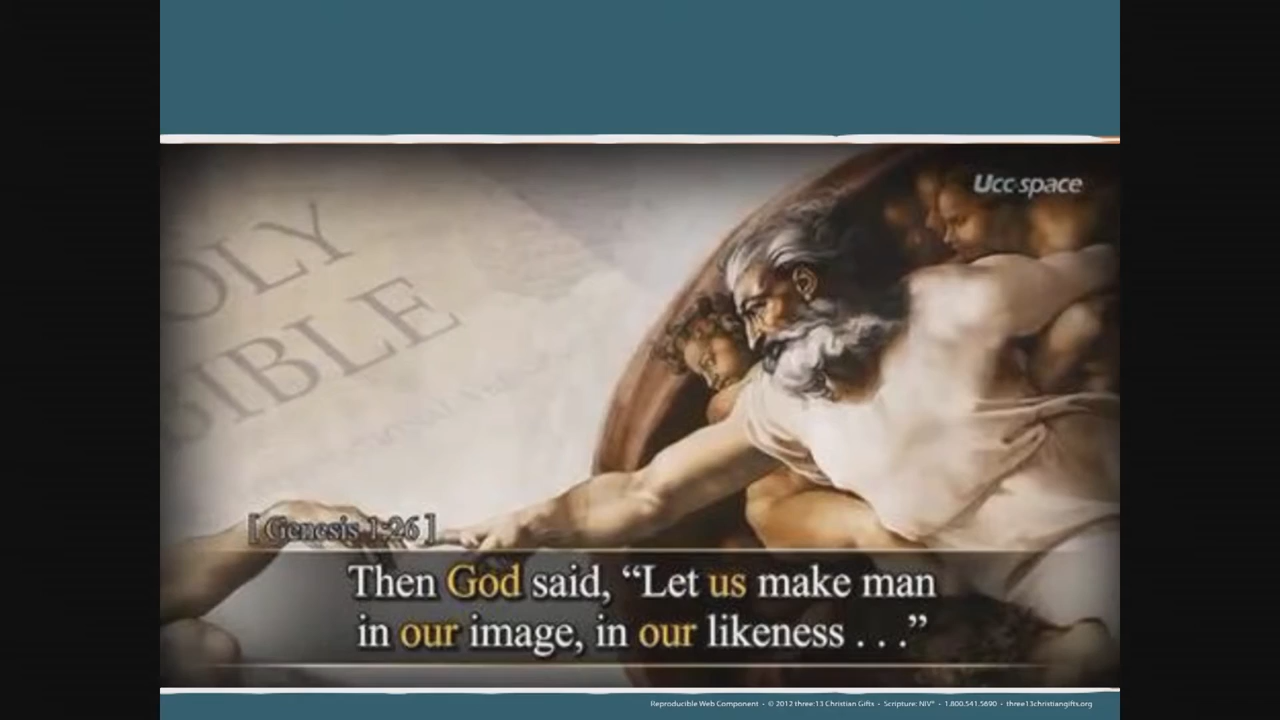 Ucc·space
OLY
BIBLE
[ Genesis 1:26 ]
Then God said, “Let us make man
in our image, in our likeness . . .”
Reproducible Web Component - © 2012 three:13 Christian Gifts - Scripture: NIV® - 1.800.541.5690 - three13christiangifts.org